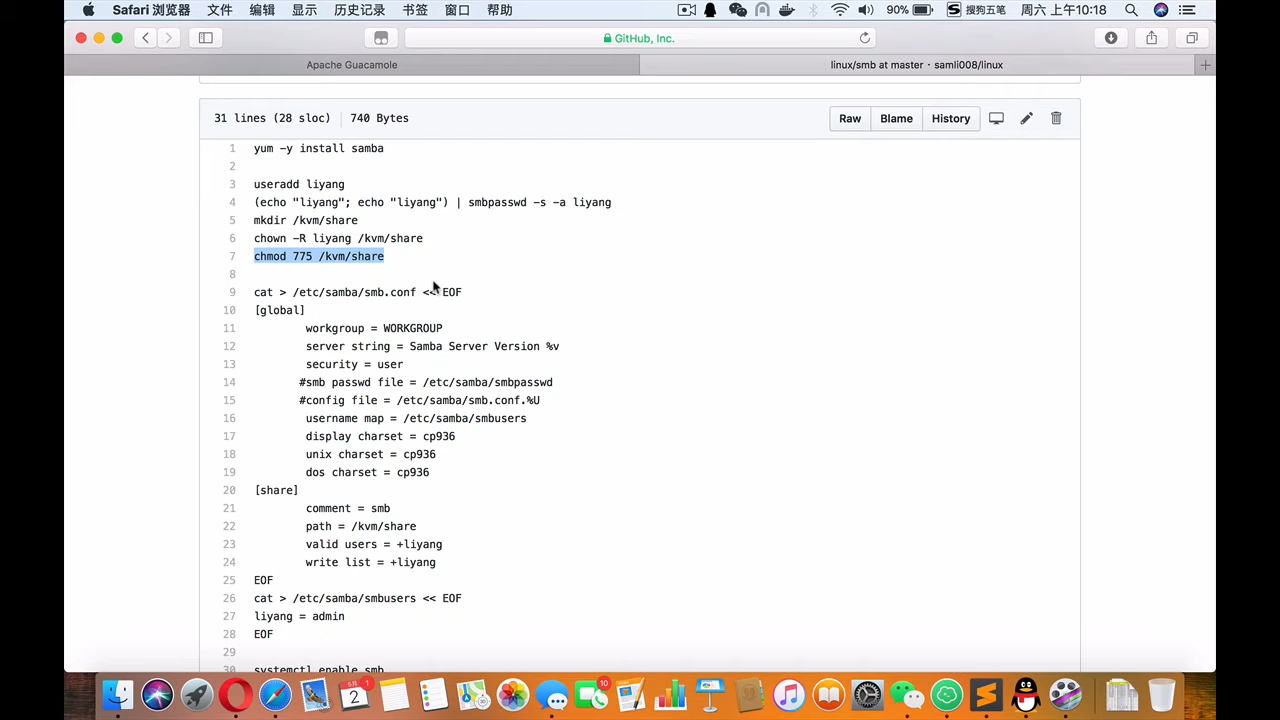 Safari 浏览器 文件 编辑 显示 历史记录 书签 窗口 帮助 90% 搜狗五笔 周六 上午10:18
GitHub, Inc.
Apache Guacamole linux/smb at master · samli008/linux
31 lines (28 sloc) 740 Bytes Raw Blame History
1 yum -y install samba
2
3 useradd liyang
4 (echo "liyang"; echo "liyang") | smbpasswd -s -a liyang
5 mkdir /kvm/share
6 chown -R liyang /kvm/share
7 chmod 775 /kvm/share
8
9 cat > /etc/samba/smb.conf << EOF
10 [global]
11 workgroup = WORKGROUP
12 server string = Samba Server Version %v
13 security = user
14 #smb passwd file = /etc/samba/smbpasswd
15 #config file = /etc/samba/smb.conf.%U
16 username map = /etc/samba/smbusers
17 display charset = cp936
18 unix charset = cp936
19 dos charset = cp936
20 [share]
21 comment = smb
22 path = /kvm/share
23 valid users = +liyang
24 write list = +liyang
25 EOF
26 cat > /etc/samba/smbusers << EOF
27 liyang = admin
28 EOF
29
30 systemctl enable smb
1 10